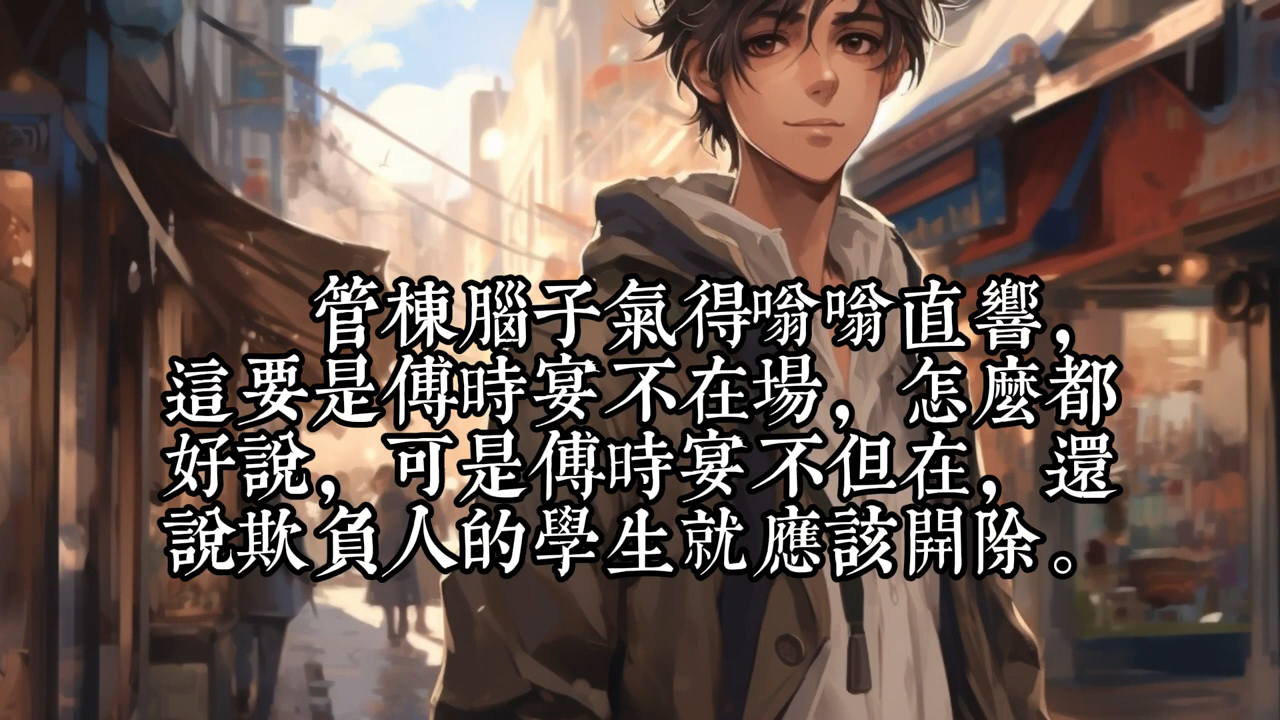 管棟腦子氣得嗡嗡直響，
這要是傅時宴不在場，怎麼都
好說，可是傅時宴不但在，還
說欺負人的學生就應該開除。